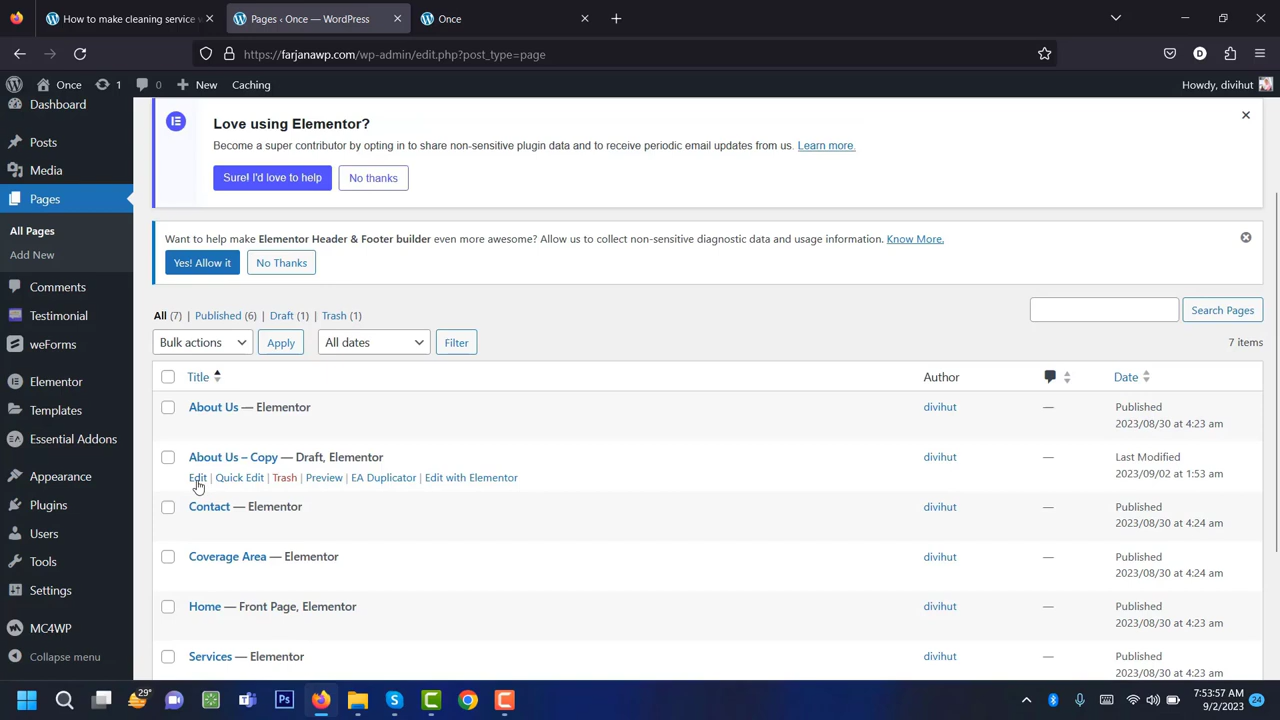 How to make cleaning service w
Pages ‹ Once — WordPress
Once
https://farjanawp.com/wp-admin/edit.php?post_type=page
D
Once
1
0
New
Caching
Howdy, divihut
Dashboard
Posts
Media
Pages
All Pages
Add New
Comments
Testimonial
weForms
Elementor
Templates
Essential Addons
Appearance
Plugins
Users
Tools
Settings
MC4WP
Collapse menu
Love using Elementor?
Become a super contributor by opting in to share non-sensitive plugin data and to receive periodic email updates from us. Learn more.
Sure! I'd love to help
No thanks
Want to help make Elementor Header & Footer builder even more awesome? Allow us to collect non-sensitive diagnostic data and usage information. Know More.
Yes! Allow it
No Thanks
All (7) | Published (6) | Draft (1) | Trash (1)
Search Pages
Bulk actions
Apply
All dates
Filter
7 items
Title
Author
Date
About Us — Elementor
divihut
—
Published
2023/08/30 at 4:23 am
About Us – Copy — Draft, Elementor
divihut
—
Last Modified
2023/09/02 at 1:53 am
Edit | Quick Edit | Trash | Preview | EA Duplicator | Edit with Elementor
Contact — Elementor
divihut
—
Published
2023/08/30 at 4:24 am
Coverage Area — Elementor
divihut
—
Published
2023/08/30 at 4:24 am
Home — Front Page, Elementor
divihut
—
Published
2023/08/30 at 4:23 am
Services — Elementor
divihut
—
Published
2023/08/30 at 4:23 am
29°
Ps
7:53:57 AM
9/2/2023
24